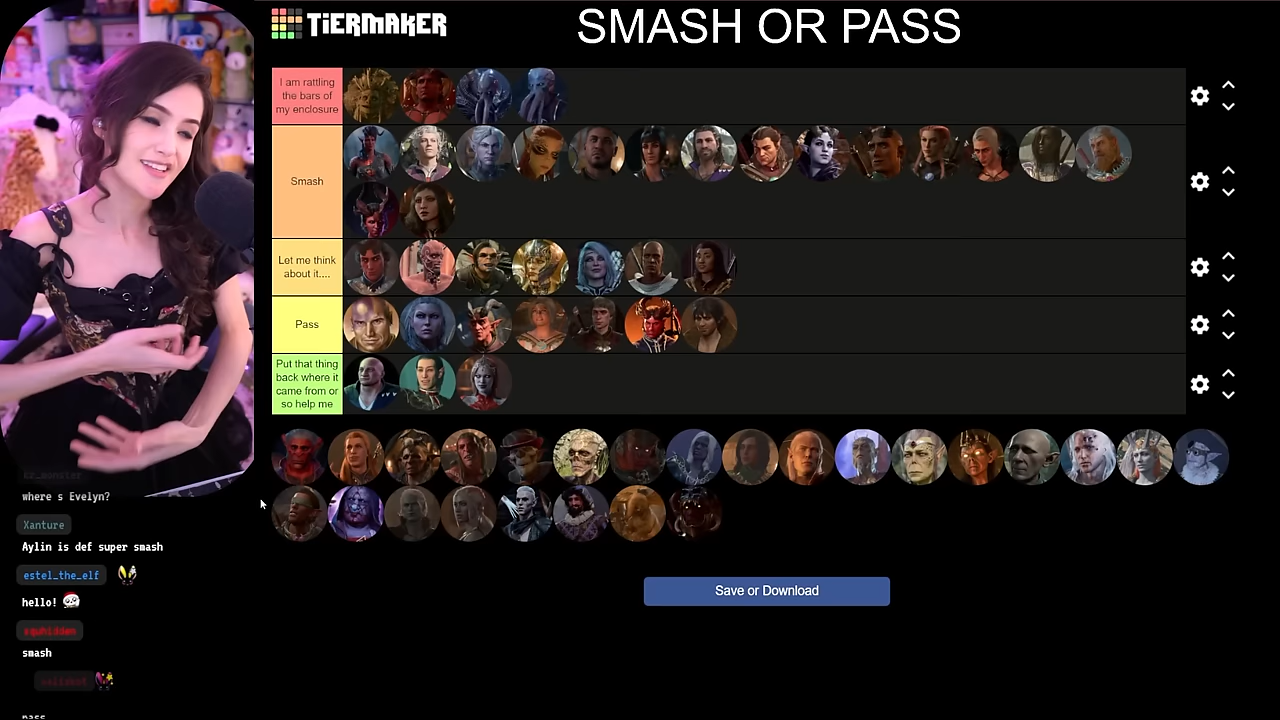 TiERMAKER
SMASH OR PASS
I am rattling
the bars of
my enclosure
Smash
Let me think
about it....
Pass
Put that thing
back where it
came from or
so help me
where s Evelyn?
Xanture
Aylin is def super smash
estel_the_elf
hello!
smash
Save or Download